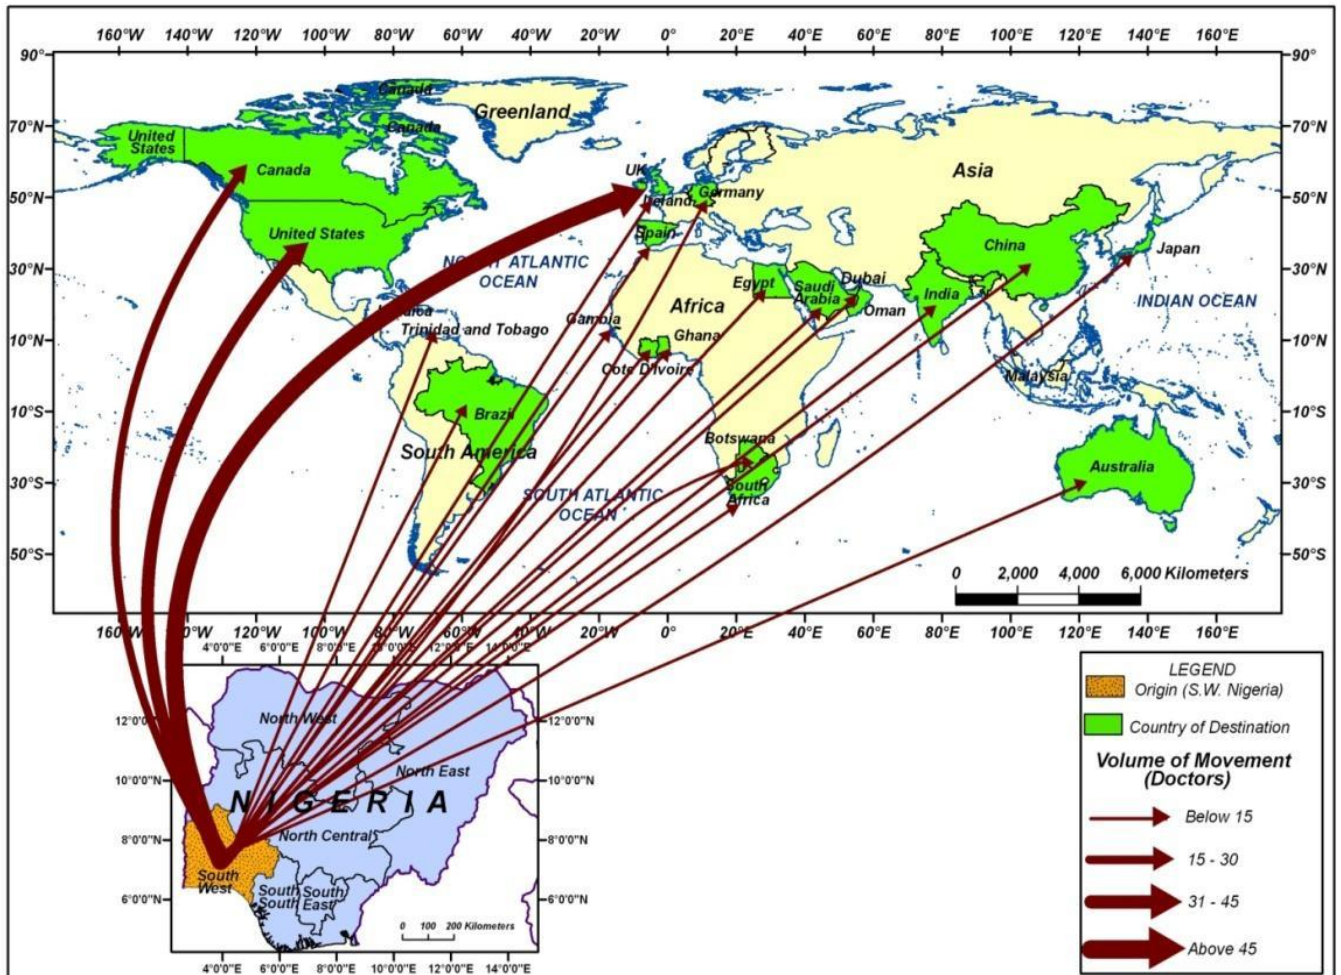 160°W 140°W 120°W 100°W 80°W 60°W 40°W 20°W 0° 20°E 40°E 60°E 80°E 100°E 120°E 140°E 160°E
90° 90°
Canada
Greenland
70°N 70°N
Canada
United
States
UK
Asia
Canada
50°N 50°N
Germany
Ireland
United States
Spain
China
Japan
30°N 30°N
NORTH ATLANTIC
OCEAN
Egypt
Saudi
Arabia
Dubai
India
Africa
Oman
INDIAN OCEAN
Gambia
Trinidad and Tobago
Ghana
10°N 10°N
Cote D'Ivoire
Malaysia
10°S 10°S
Brazil
South America
Botswana
Australia
30°S 30°S
South
Africa
SOUTH ATLANTIC
OCEAN
50°S 50°S
0 2,000 4,000 6,000 Kilometers
160°W 140°W 120°W 100°W 80°W 60°W 40°W 20°W 0° 20°E 40°E 60°E 80°E 100°E 120°E 140°E 160°E
4°0'0"E 6°0'0"E 8°0'0"E 10°0'0"E 12°0'0"E 14°0'0"E
12°0'0"N 12°0'0"N
North West
North East
10°0'0"N 10°0'0"N
NIGERIA
North Central
8°0'0"N 8°0'0"N
South
West
South
South
South
East
6°0'0"N 6°0'0"N
0 100 200 Kilometers
4°0'0"E 6°0'0"E 8°0'0"E 10°0'0"E 12°0'0"E 14°0'0"E
LEGEND
Origin (S.W. Nigeria)
Country of Destination
Volume of Movement
(Doctors)
Below 15
15 - 30
31 - 45
Above 45